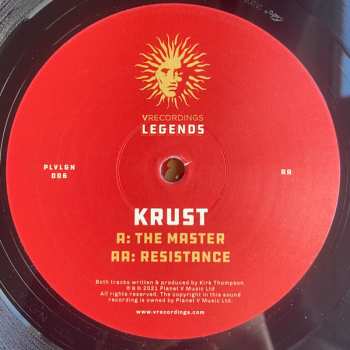 VRECORDINGS
LEGENDS
PLVLGN
006
AA
KRUST
A: THE MASTER
AA: RESISTANCE
Both tracks written & produced by Kirk Thompson.
℗ & © 2021 Planet V Music Ltd
All rights reserved. The copyright in this sound
recording is owned by Planet V Music Ltd.
www.vrecordings.com